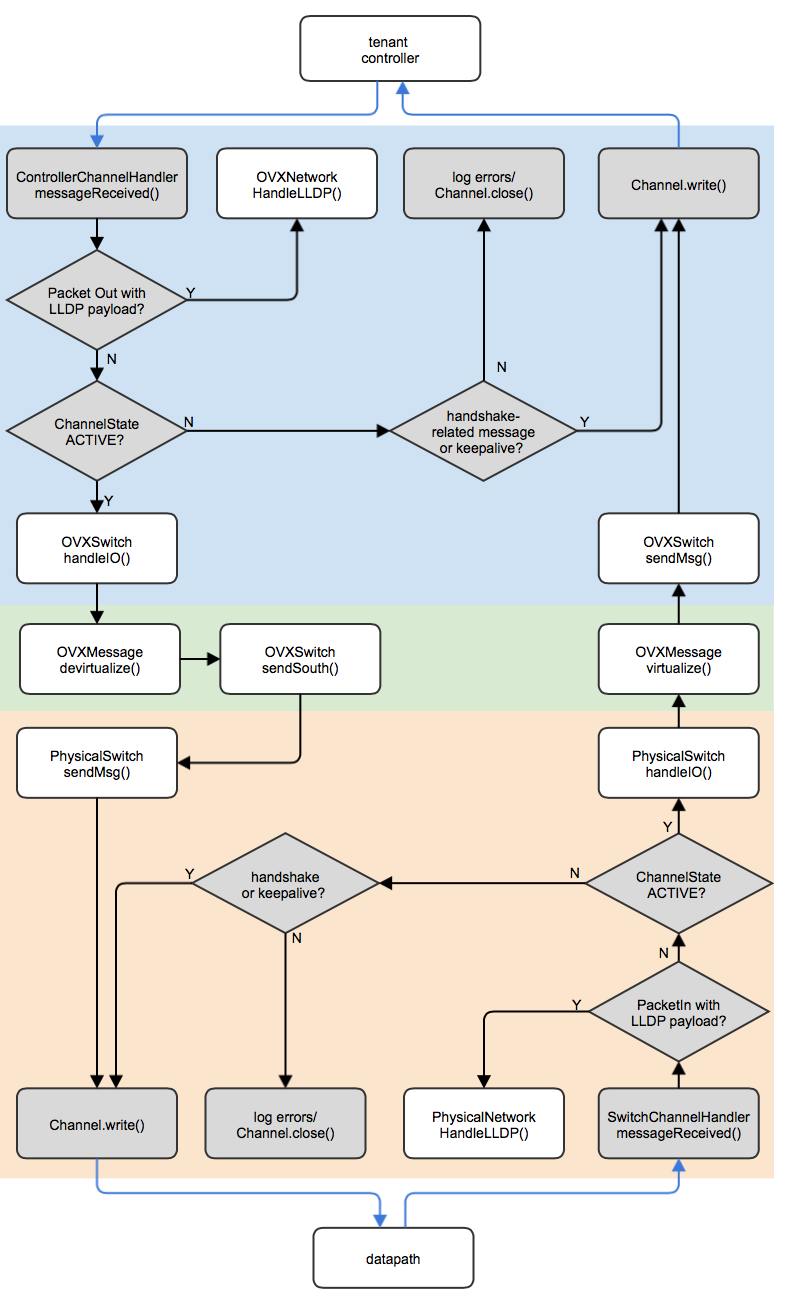 tenant
controller
ControllerChannelHandler
messageReceived()
OVXNetwork
HandleLLDP()
log errors/
Channel.close()
Channel.write()
Packet Out with
LLDP payload?
Y
N
ChannelState
ACTIVE?
N
Y
handshake-
related message
or keepalive?
N
Y
OVXSwitch
handleIO()
OVXSwitch
sendMsg()
OVXMessage
devirtualize()
OVXSwitch
sendSouth()
OVXMessage
virtualize()
PhysicalSwitch
sendMsg()
PhysicalSwitch
handleIO()
Y
handshake
or keepalive?
Y
N
ChannelState
ACTIVE?
N
N
PacketIn with
LLDP payload?
Y
Channel.write()
log errors/
Channel.close()
PhysicalNetwork
HandleLLDP()
SwitchChannelHandler
messageReceived()
datapath